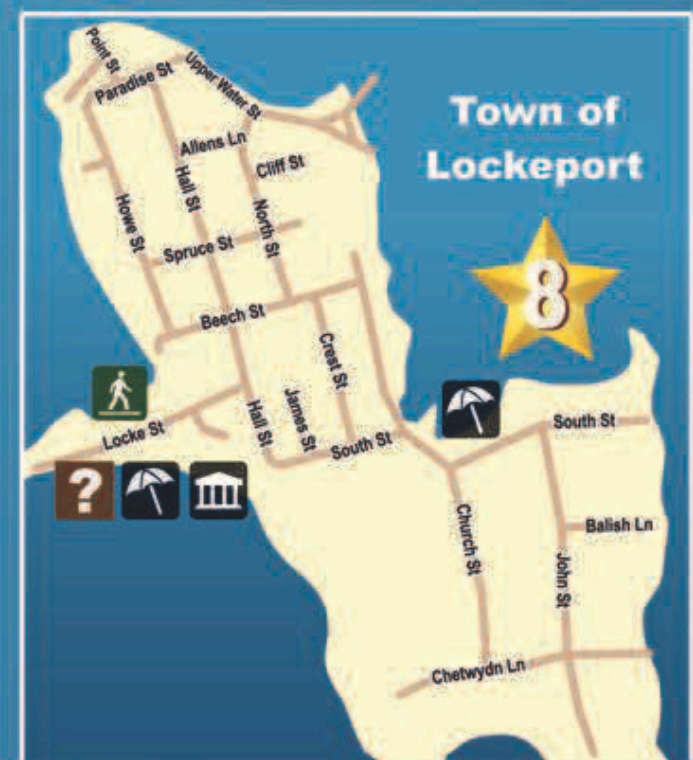 Town of
Lockeport
8
Point St
Paradise St
Upper Water St
Allens Ln
Cliff St
Hall St
Howe St
North St
Spruce St
Beech St
Crest St
James St
Hall St
Locke St
South St
South St
?
Church St
Balish Ln
John St
Chetwydn Ln